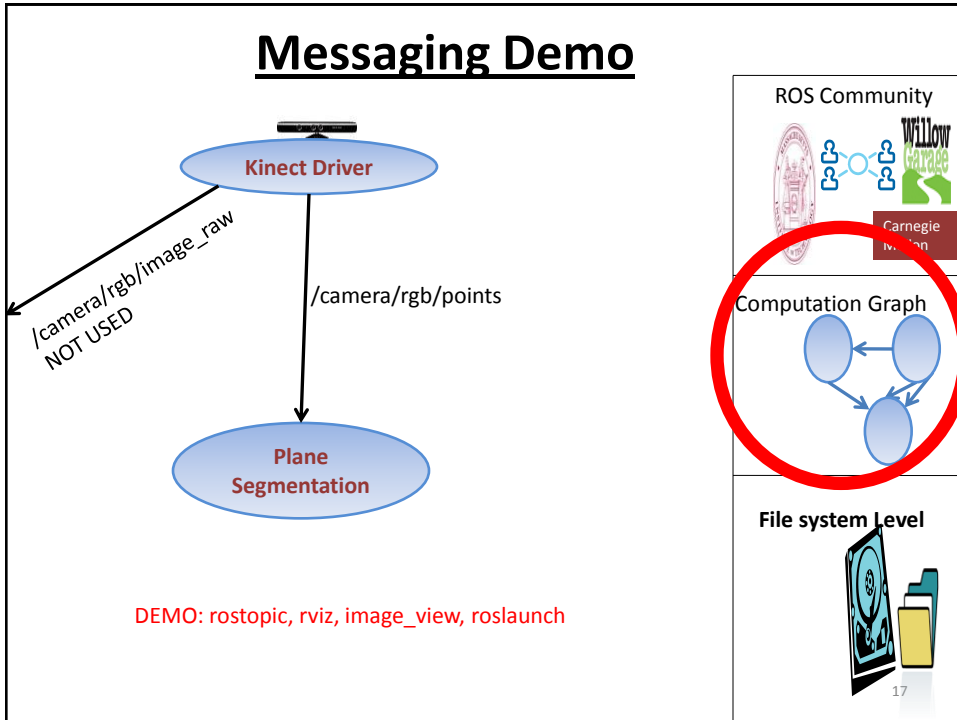 Messaging Demo
Kinect Driver
/camera/rgb/image_raw
NOT USED
/camera/rgb/points
Plane
Segmentation
DEMO: rostopic, rviz, image_view, roslaunch
ROS Community
Willow
Garage
Carnegie
Computation Graph
File system Level
17